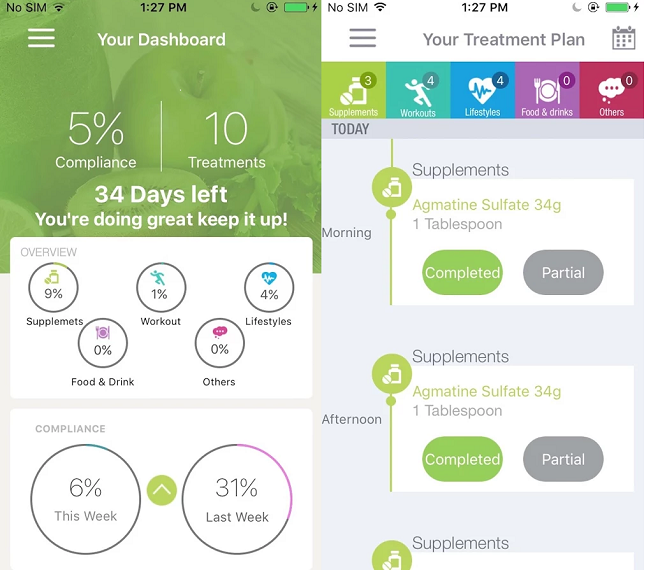 No SIM 1:27 PM
Your Dashboard
5%
Compliance
10
Treatments
34 Days left
You're doing great keep it up!
OVERVIEW
9%
Supplemets
1%
Workout
4%
Lifestyles
0%
Food & Drink
0%
Others
COMPLIANCE
6%
This Week
31%
Last Week
No SIM 1:27 PM
Your Treatment Plan
3
Supplements
4
Workouts
4
Lifestyles
0
Food & drinks
0
Others
TODAY
Morning
Supplements
Agmatine Sulfate 34g
1 Tablespoon
Completed
Partial
Afternoon
Supplements
Agmatine Sulfate 34g
1 Tablespoon
Completed
Partial
Supplements